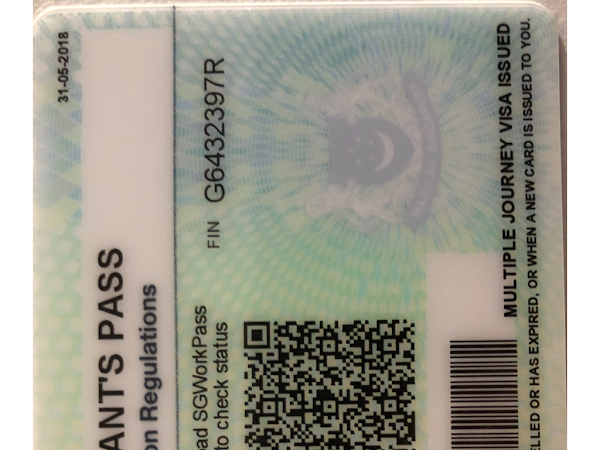 31-05-2018
ANT'S PASS
on Regulations
FIN G6432397R
ad SGWorkPass
to check status
MULTIPLE JOURNEY VISA ISSUED
ELLED OR HAS EXPIRED, OR WHEN A NEW CARD IS ISSUED TO YOU.